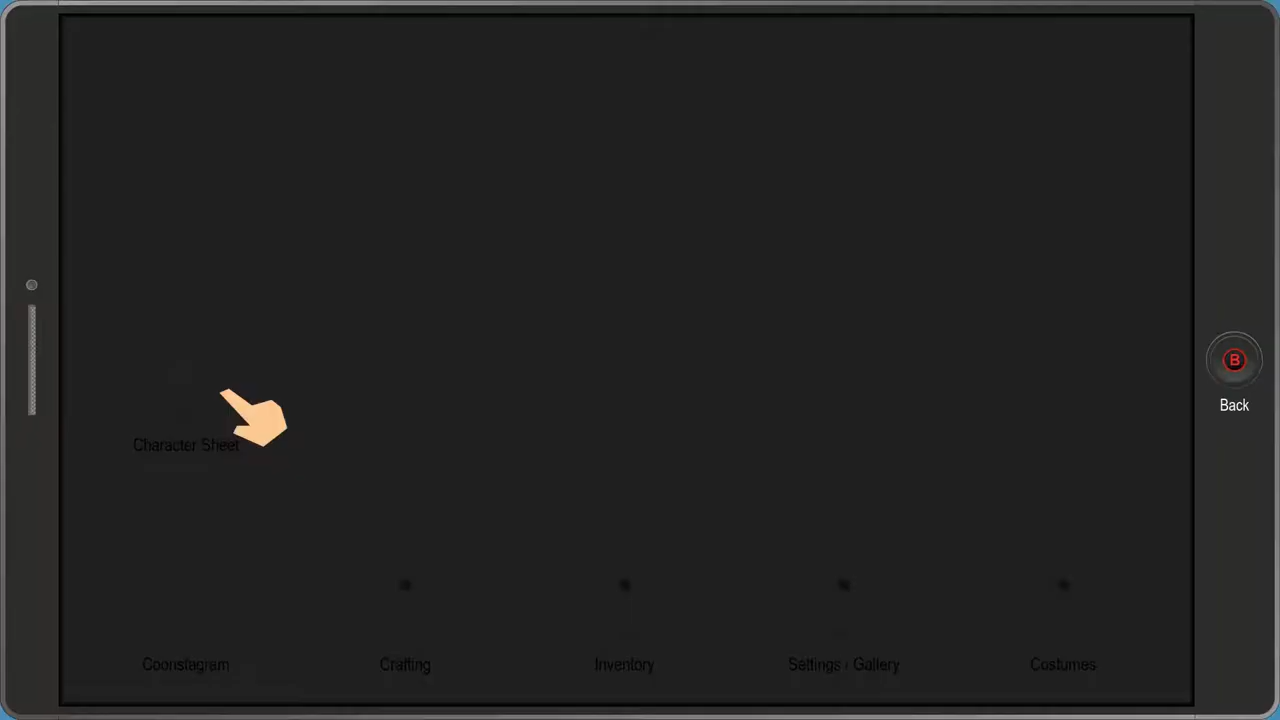 B
Back
Character Sheet
Coonstagram
Crafting
Inventory
Settings / Gallery
Costumes